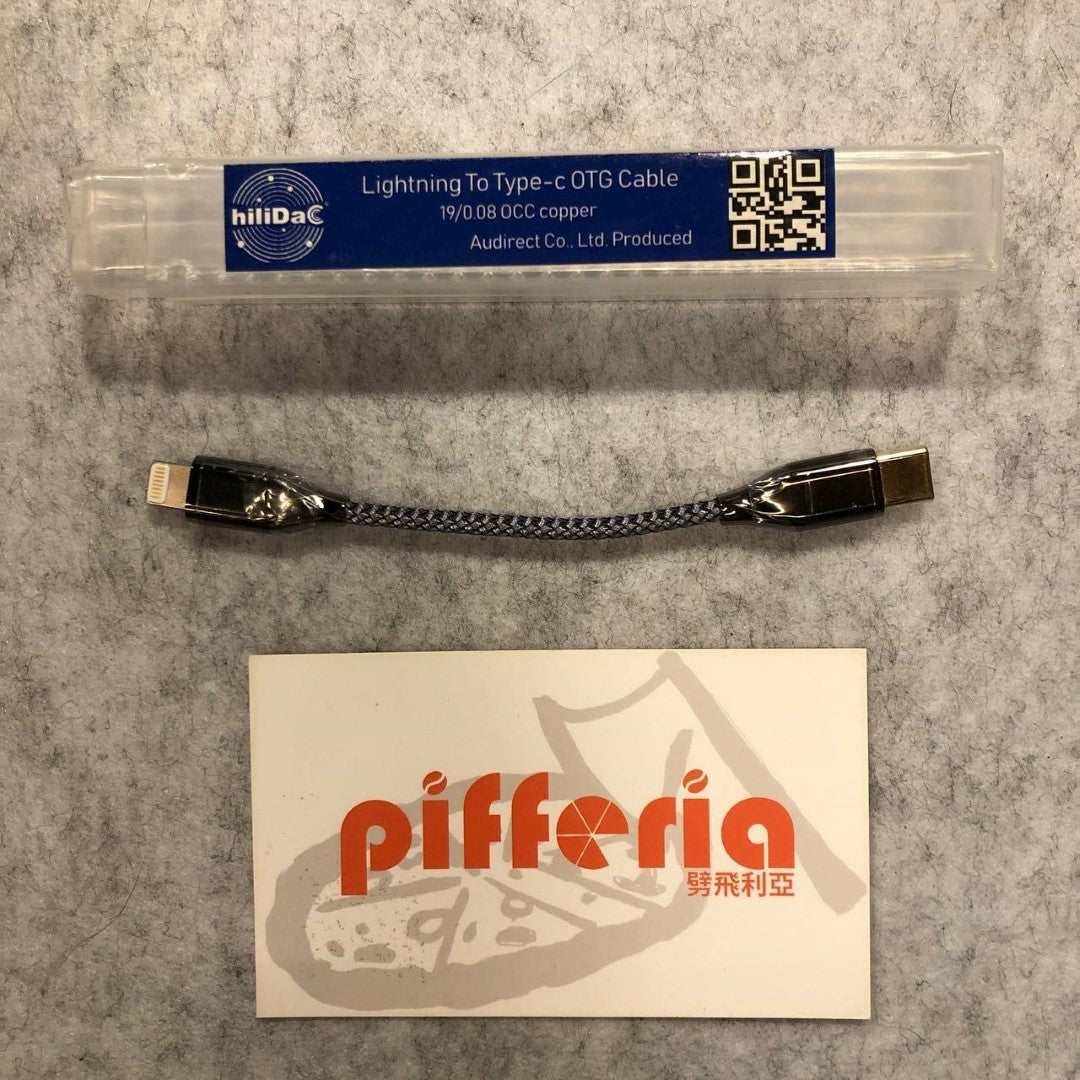 hiliDaC
Lightning To Type-c OTG Cable
19/0.08 OCC copper
Audirect Co., Ltd. Produced
pifferia
劈飛利亞